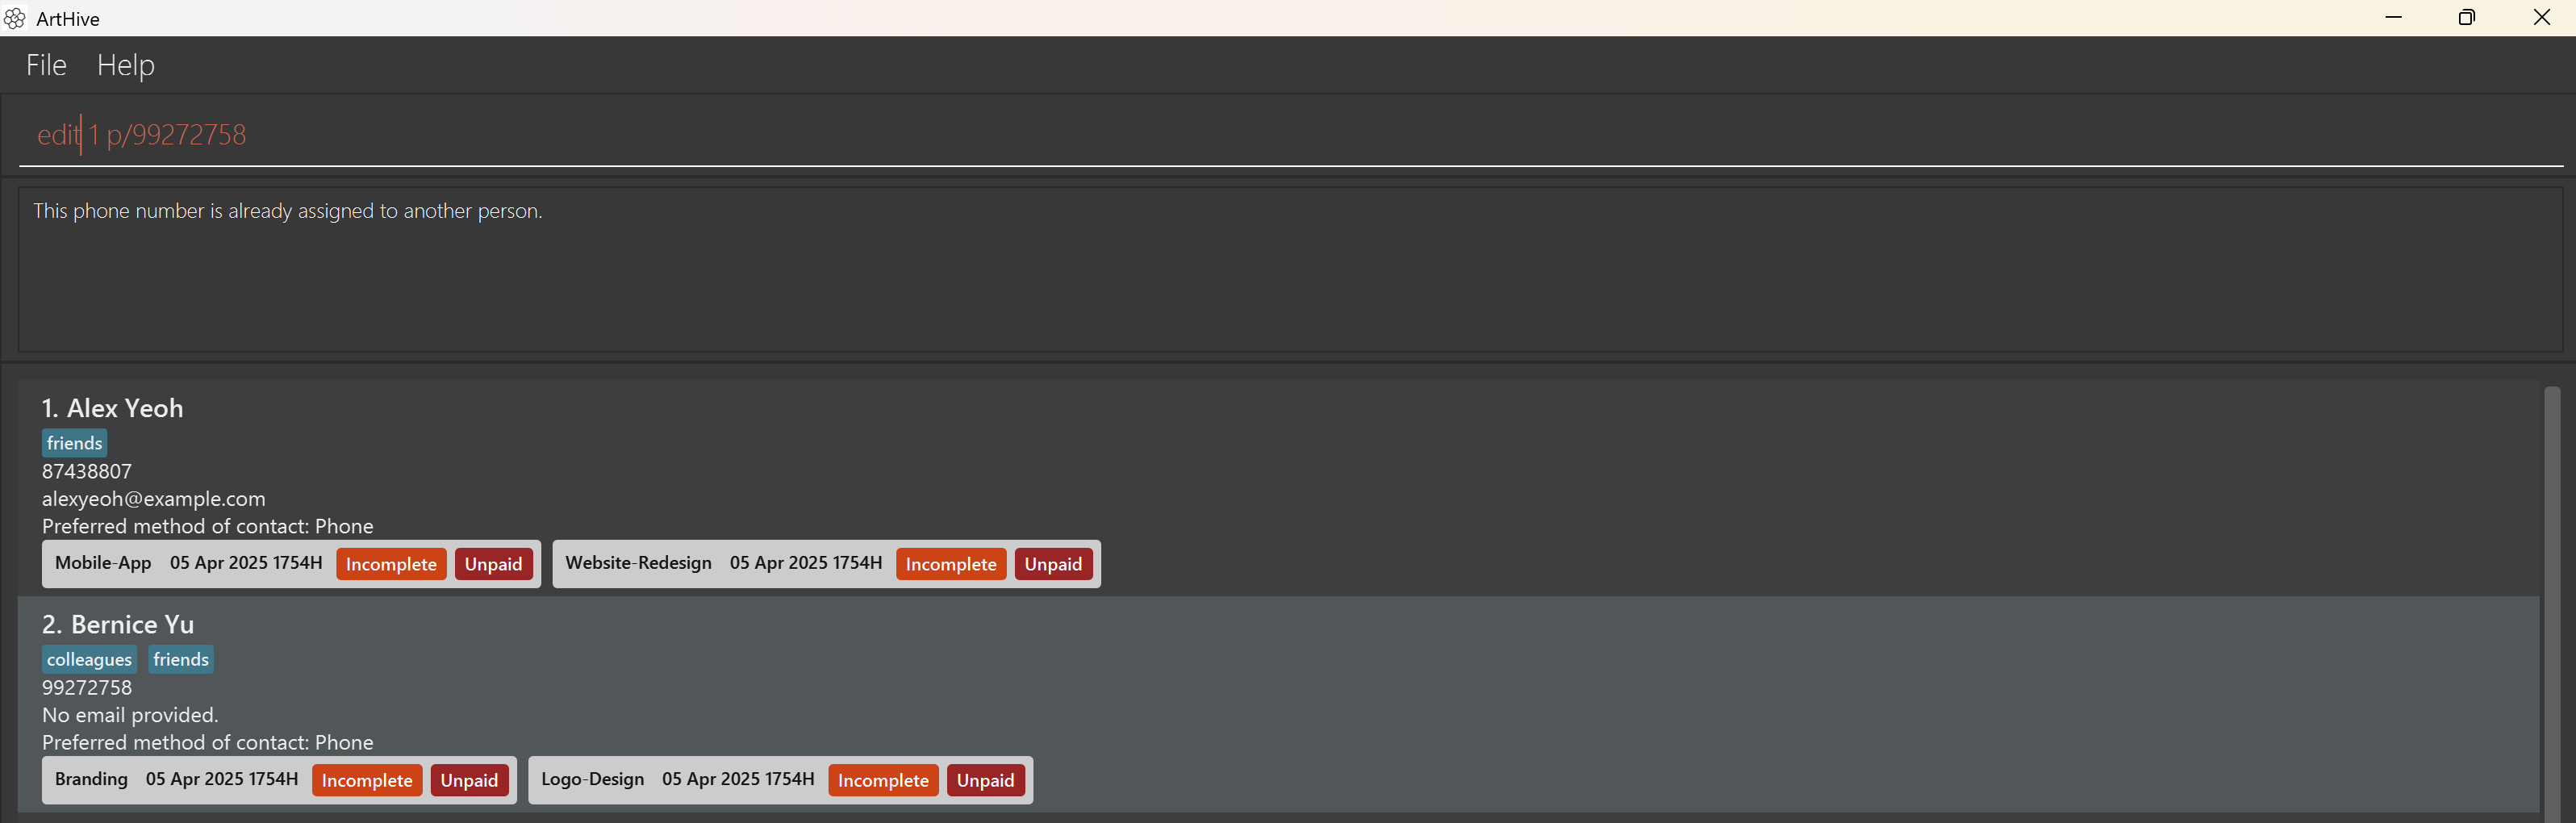 ArtHive
File Help
edit 1 p/99272758
This phone number is already assigned to another person.
1. Alex Yeoh
friends
87438807
alexyeoh@example.com
Preferred method of contact: Phone
Mobile-App 05 Apr 2025 1754H Incomplete Unpaid Website-Redesign 05 Apr 2025 1754H Incomplete Unpaid
2. Bernice Yu
colleagues friends
99272758
No email provided.
Preferred method of contact: Phone
Branding 05 Apr 2025 1754H Incomplete Unpaid Logo-Design 05 Apr 2025 1754H Incomplete Unpaid